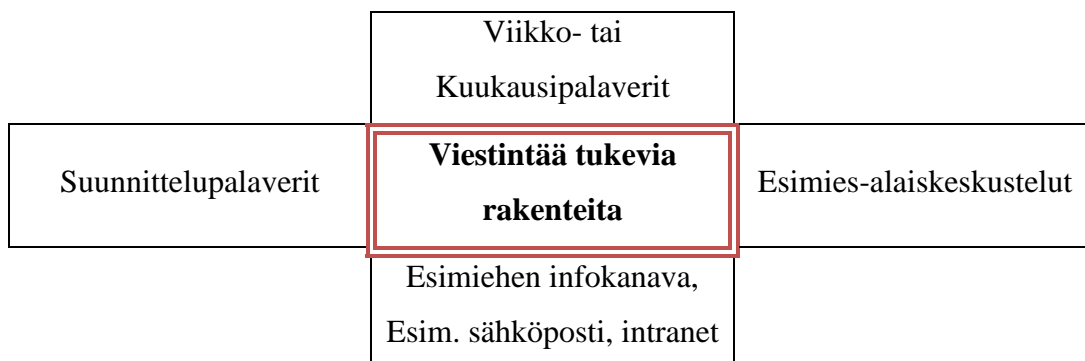 Viikko- tai
Kuukausipalaverit
Suunnittelupalaverit
Viestintää tukevia
rakenteita
Esimies-alaiskeskustelut
Esimiehen infokanava,
Esim. sähköposti, intranet